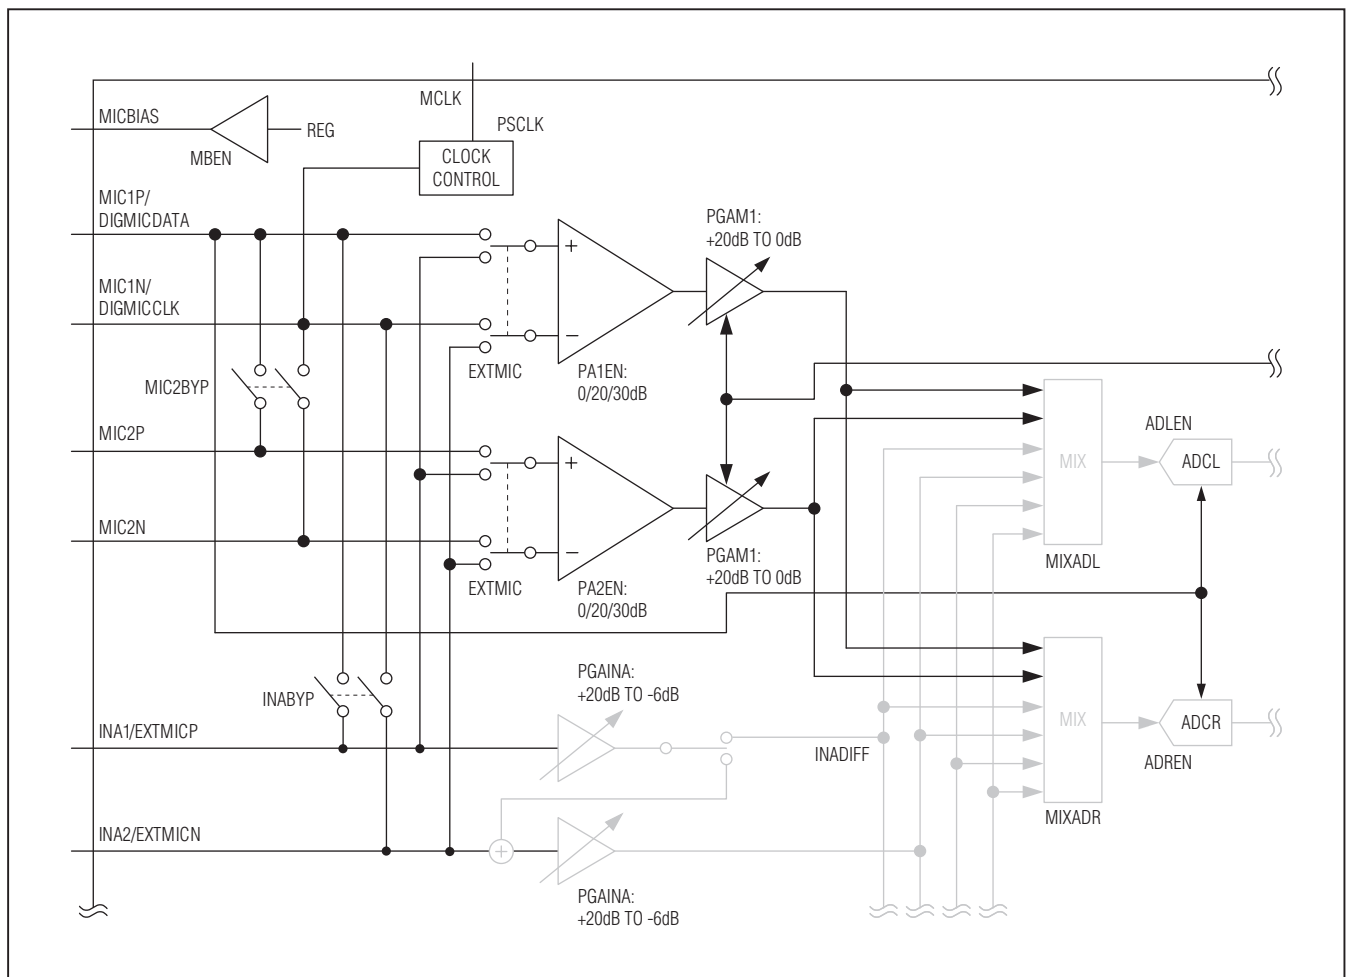 MCLK
MICBIAS
PSCLK
REG
MBEN
CLOCK
CONTROL
MIC1P/
DIGMICDATA
PGAM1:
+20dB TO 0dB
+
MIC1N/
DIGMICCLK
−
EXTMIC
PA1EN:
0/20/30dB
MIC2BYP
MIC2P
ADLEN
+
MIX
ADCL
MIC2N
−
PGAM1:
+20dB TO 0dB
MIXADL
EXTMIC
PA2EN:
0/20/30dB
PGAINA:
+20dB TO -6dB
INABYP
INA1/EXTMICP
MIX
ADCR
INADIFF
ADREN
MIXADR
INA2/EXTMICN
+
PGAINA:
+20dB TO -6dB